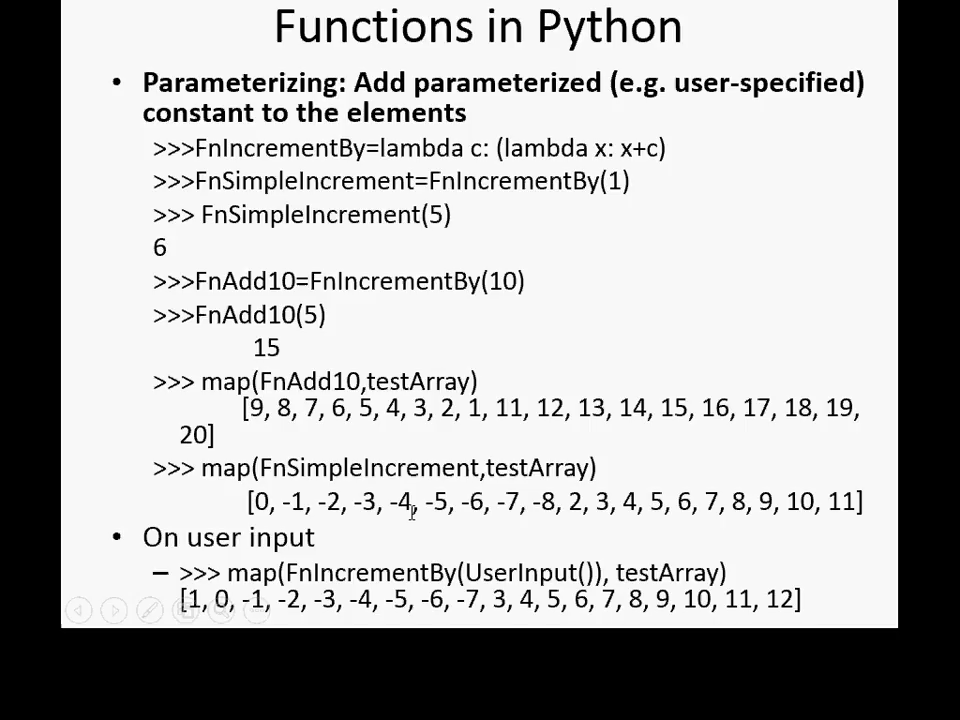 Functions in Python
• Parameterizing: Add parameterized (e.g. user-specified)
constant to the elements
>>>FnIncrementBy=lambda c: (lambda x: x+c)
>>>FnSimpleIncrement=FnIncrementBy(1)
>>> FnSimpleIncrement(5)
6
>>>FnAdd10=FnIncrementBy(10)
>>>FnAdd10(5)
15
>>> map(FnAdd10,testArray)
[9, 8, 7, 6, 5, 4, 3, 2, 1, 11, 12, 13, 14, 15, 16, 17, 18, 19,
20]
>>> map(FnSimpleIncrement,testArray)
[0, -1, -2, -3, -4, -5, -6, -7, -8, 2, 3, 4, 5, 6, 7, 8, 9, 10, 11]
• On user input
– >>> map(FnIncrementBy(UserInput()), testArray)
[1, 0, -1, -2, -3, -4, -5, -6, -7, 3, 4, 5, 6, 7, 8, 9, 10, 11, 12]